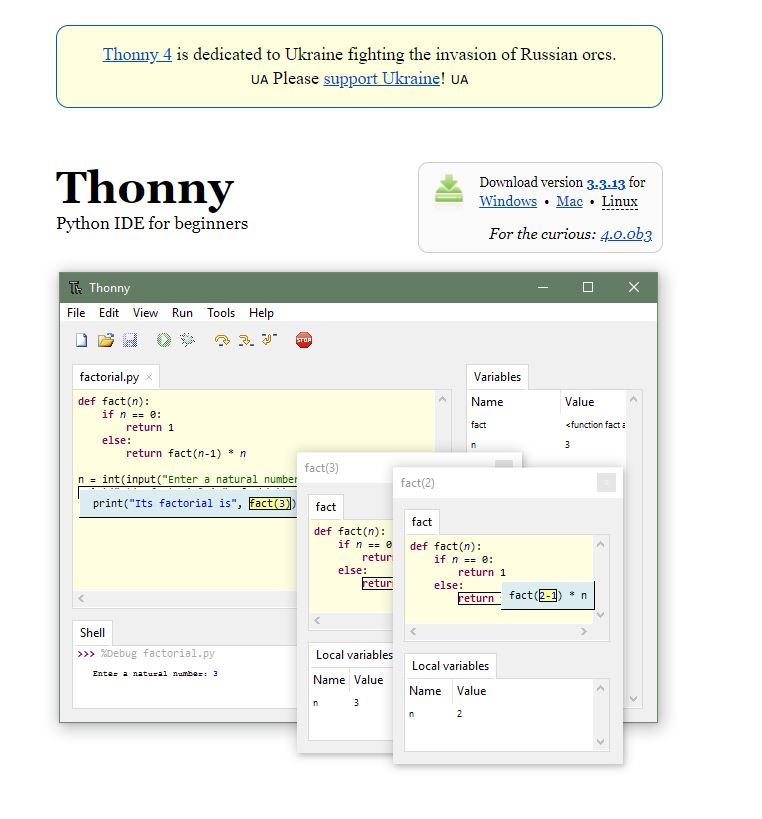 Thonny 4 is dedicated to Ukraine fighting the invasion of Russian orcs.
UA Please support Ukraine! UA
Thonny
Python IDE for beginners
Download version 3.3.13 for
Windows • Mac • Linux
For the curious: 4.0.0b3
Thonny
File Edit View Run Tools Help
STOP
factorial.py
def fact(n):
if n == 0:
return 1
else:
return fact(n-1) * n
n = int(input("Enter a natural number
print("Its factorial is", fact(3))
Shell
>>> %Debug factorial.py
Enter a natural number: 3
Variables
Name Value
fact <function fact a
n 3
fact(3)
fact
def fact(n):
if n == 0
retur
else:
retur
Local variables
Name Value
n 3
fact(2)
fact
def fact(n):
if n == 0:
return 1
else:
return fact(2-1) * n
Local variables
Name Value
n 2